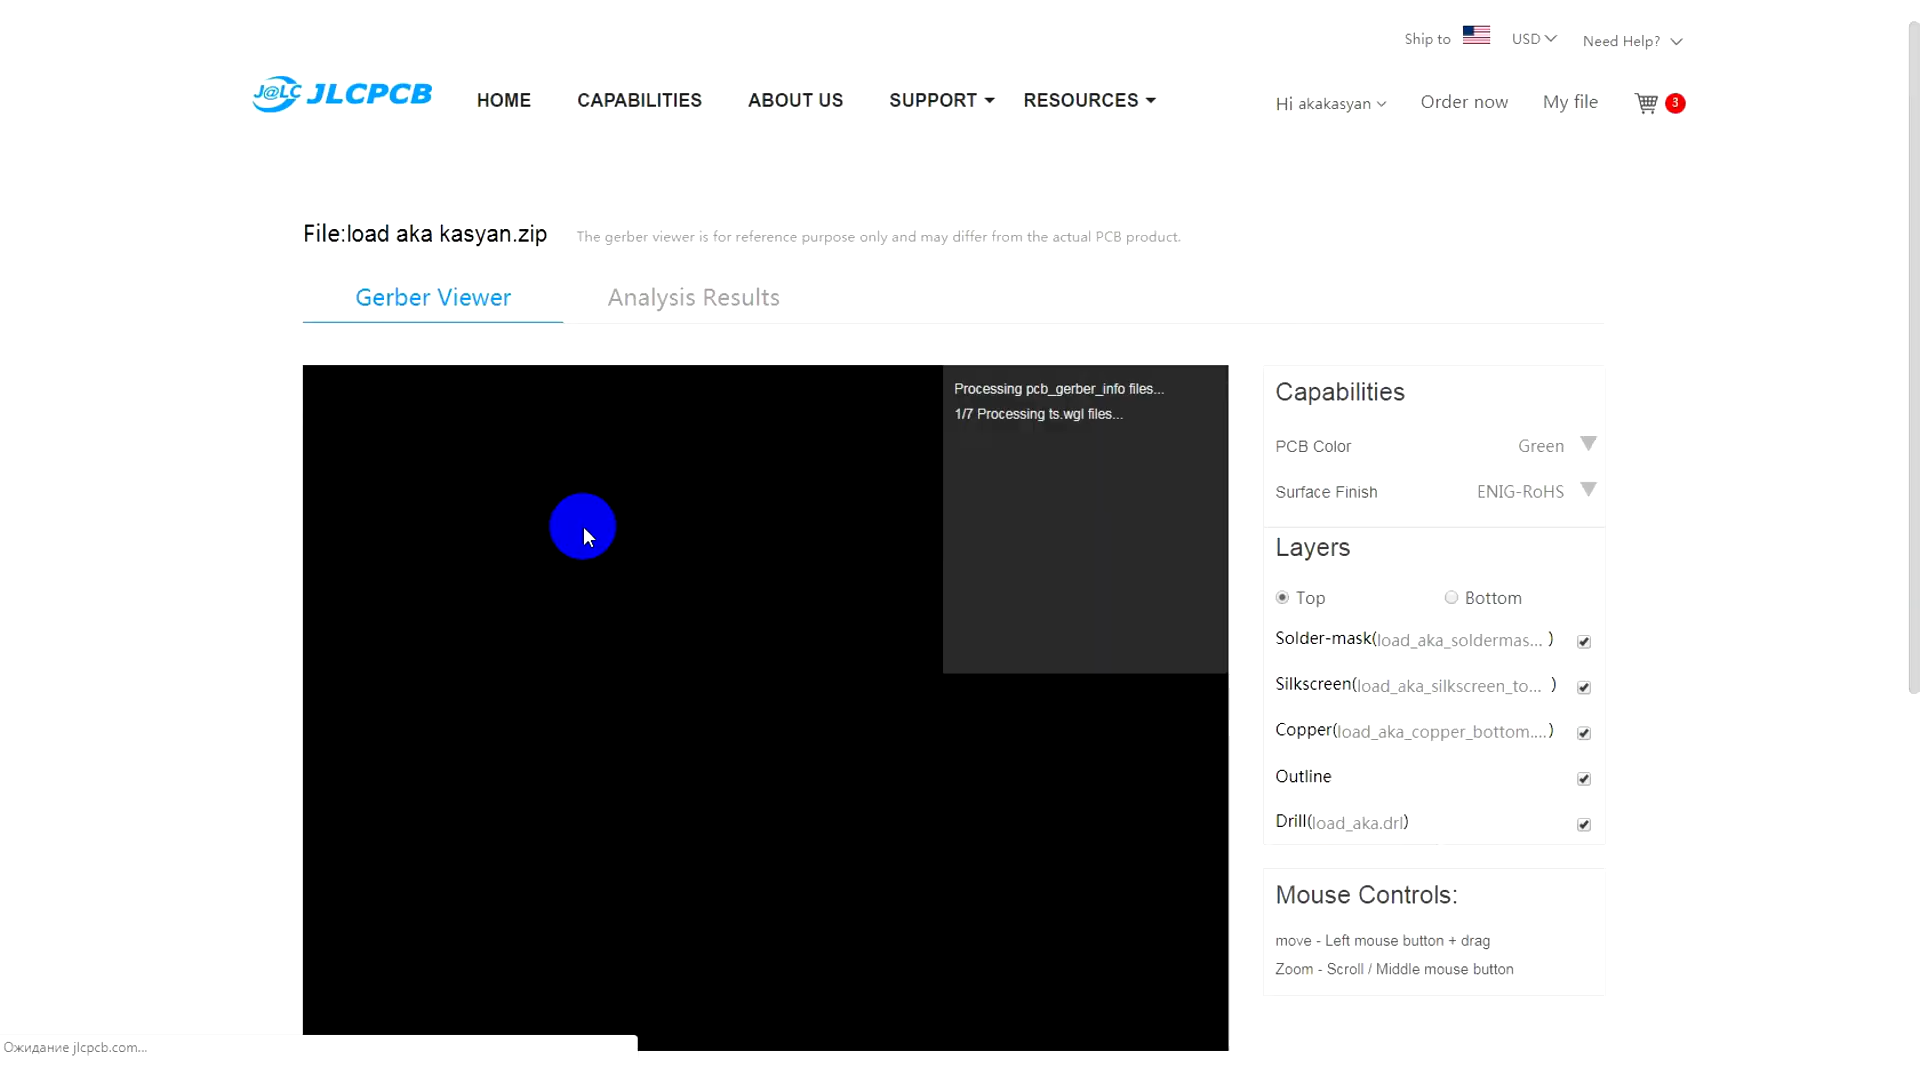 Ship to USD Need Help?
J@LC JLCPCB HOME CAPABILITIES ABOUT US SUPPORT RESOURCES Hi akakasyan Order now My file 3
File:load aka kasyan.zip The gerber viewer is for reference purpose only and may differ from the actual PCB product.
Gerber Viewer Analysis Results
Processing pcb_gerber_info files...
1/7 Processing ts.wgl files...
Capabilities
PCB Color Green
Surface Finish ENIG-RoHS
Layers
Top Bottom
Solder-mask(load_aka_soldermas... )
Silkscreen(load_aka_silkscreen_to... )
Copper(load_aka_copper_bottom....)
Outline
Drill(load_aka.drl)
Mouse Controls:
move - Left mouse button + drag
Zoom - Scroll / Middle mouse button
Ожидание jlcpcb.com...